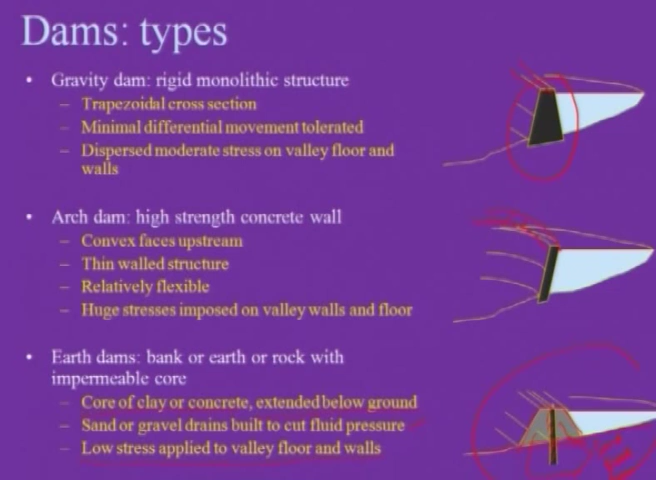 Dams: types
• Gravity dam: rigid monolithic structure
– Trapezoidal cross section
– Minimal differential movement tolerated
– Dispersed moderate stress on valley floor and
walls
• Arch dam: high strength concrete wall
– Convex faces upstream
– Thin walled structure
– Relatively flexible
– Huge stresses imposed on valley walls and floor
• Earth dams: bank or earth or rock with
impermeable core
– Core of clay or concrete, extended below ground
– Sand or gravel drains built to cut fluid pressure
– Low stress applied to valley floor and walls